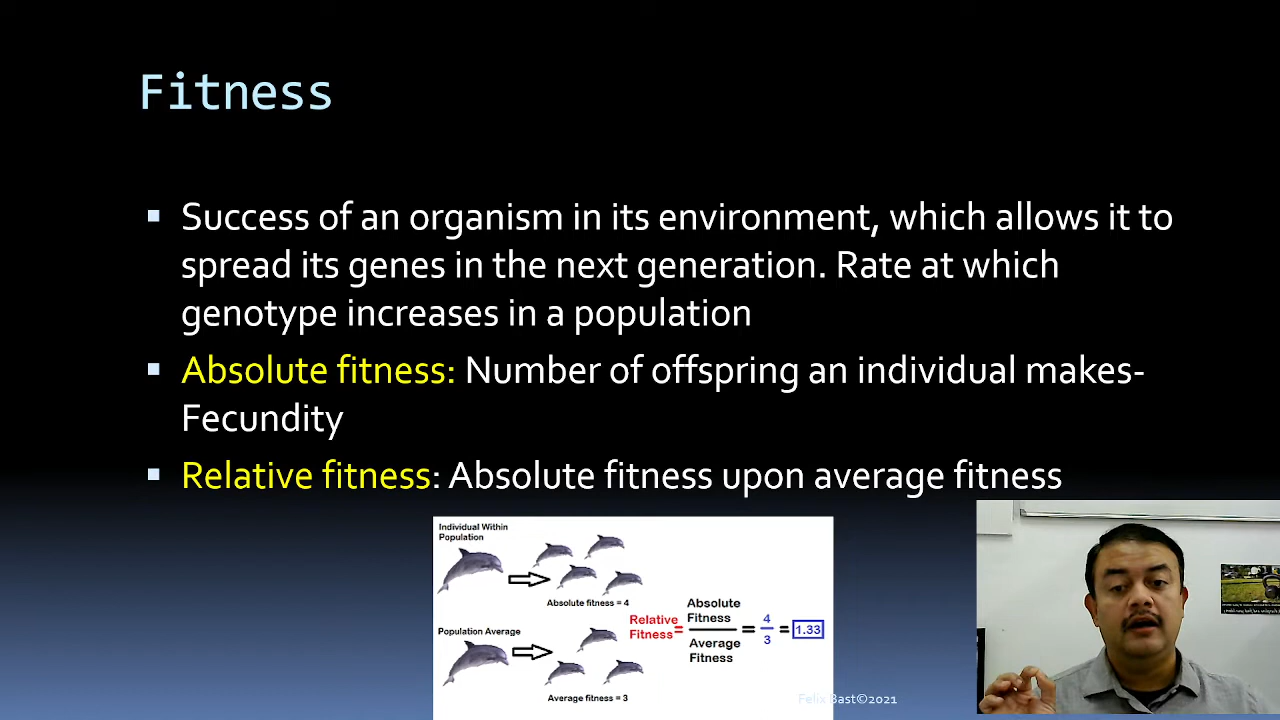 Fitness
Success of an organism in its environment, which allows it to
spread its genes in the next generation. Rate at which
genotype increases in a population
Absolute fitness: Number of offspring an individual makes-
Fecundity
Relative fitness: Absolute fitness upon average fitness
Individual Within
Population
Absolute fitness = 4
Population Average
Average fitness = 3
Relative
Fitness
=
Absolute
Fitness
Average
Fitness
=
4
3
=
1.33
Felix Bast©2021